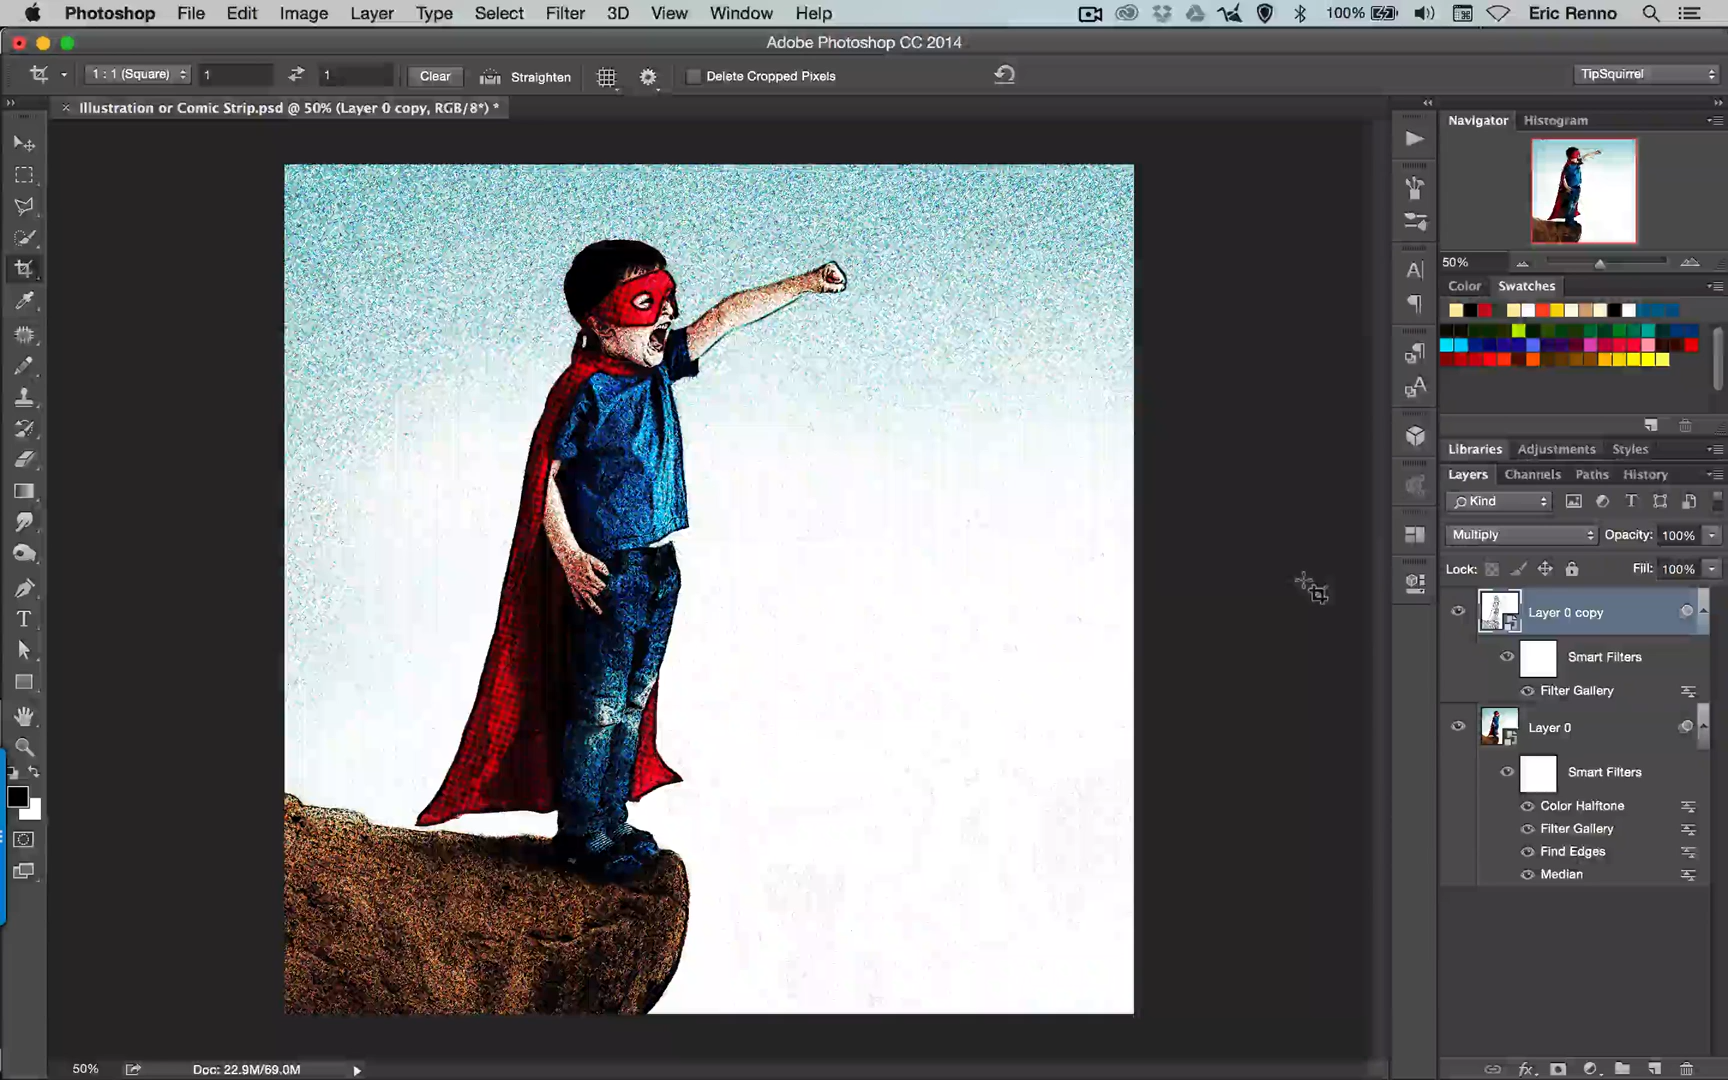 Photoshop File Edit Image Layer Type Select Filter 3D View Window Help 100% Eric Renno
Adobe Photoshop CC 2014
1 : 1 (Square) 1 1 Clear Straighten Delete Cropped Pixels TipSquirrel
Illustration or Comic Strip.psd @ 50% (Layer 0 copy, RGB/8*) *
Navigator Histogram
50%
Color Swatches
Libraries Adjustments Styles
Layers Channels Paths History
Kind
Multiply Opacity: 100%
Lock: Fill: 100%
Layer 0 copy
Smart Filters
Filter Gallery
Layer 0
Smart Filters
Color Halftone
Filter Gallery
Find Edges
Median
50% Doc: 22.9M/69.0M